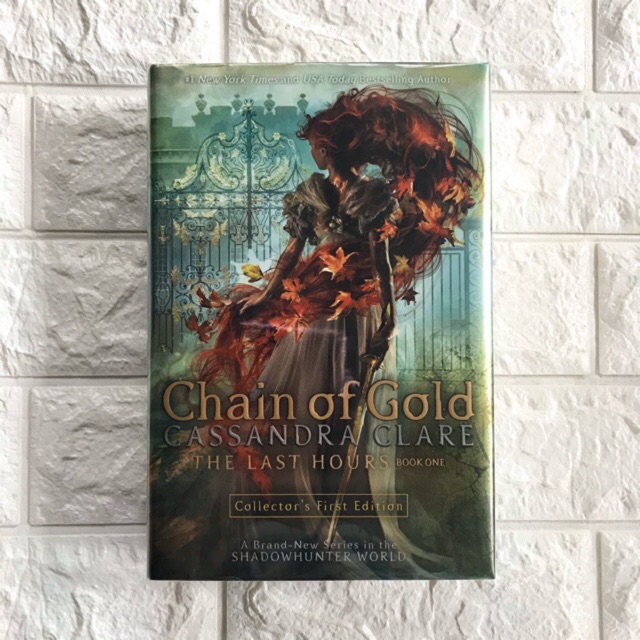 #1 New York Times and USA Today Bestselling Author
Chain of Gold
CASSANDRA CLARE
THE LAST HOURS BOOK ONE
Collector's First Edition
A Brand-New Series in the
SHADOWHUNTER WORLD